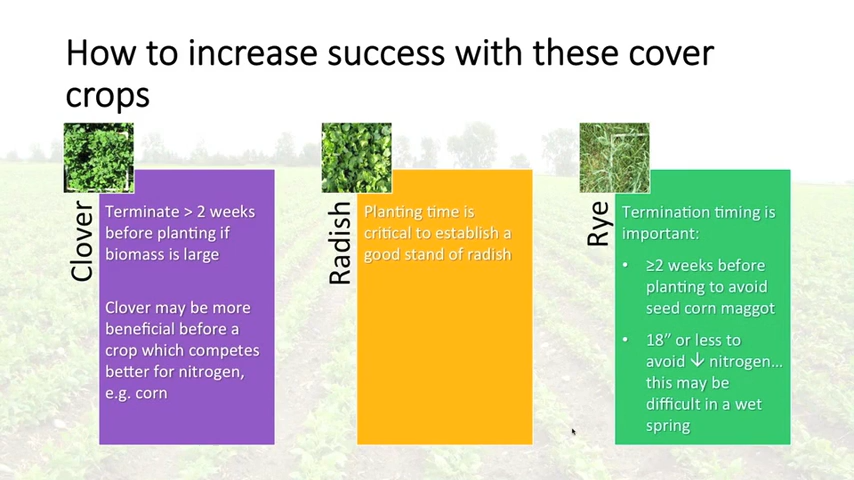 How to increase success with these cover
crops
Clover
Terminate > 2 weeks
before planting if
biomass is large
Clover may be more
beneficial before a
crop which competes
better for nitrogen,
e.g. corn
Radish
Planting time is
critical to establish a
good stand of radish
Rye
Termination timing is
important:
• ≥2 weeks before
planting to avoid
seed corn maggot
• 18” or less to
avoid ↓ nitrogen...
this may be
difficult in a wet
spring